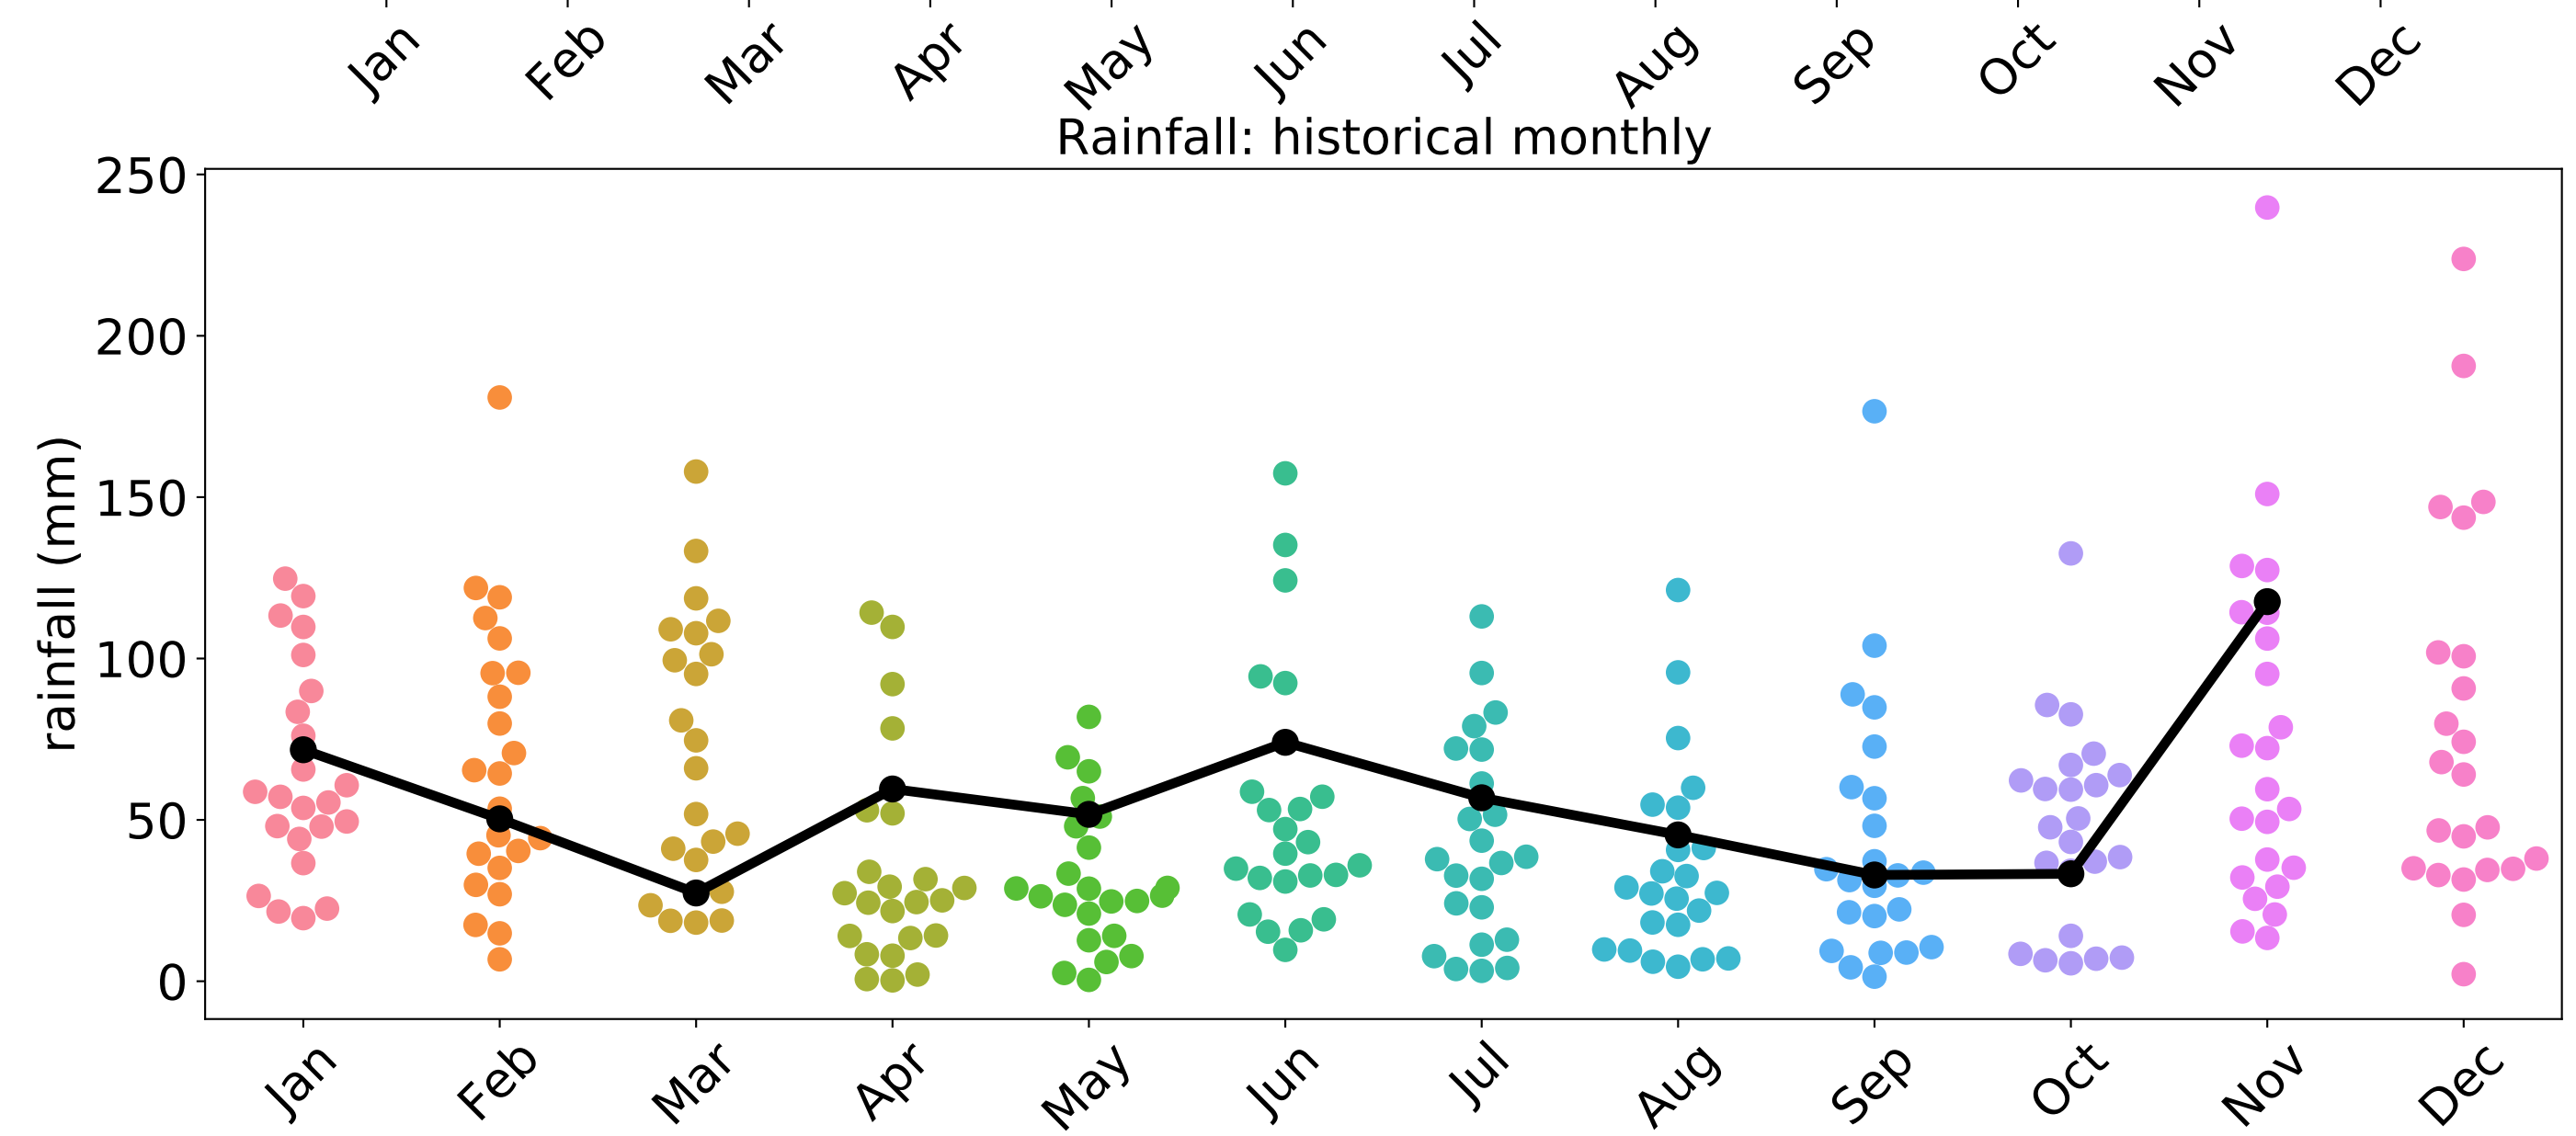 Jan Feb Mar Apr May Jun Jul Aug Sep Oct Nov Dec
Rainfall: historical monthly
250
200
150
100
50
0
rainfall (mm)
Jan Feb Mar Apr May Jun Jul Aug Sep Oct Nov Dec